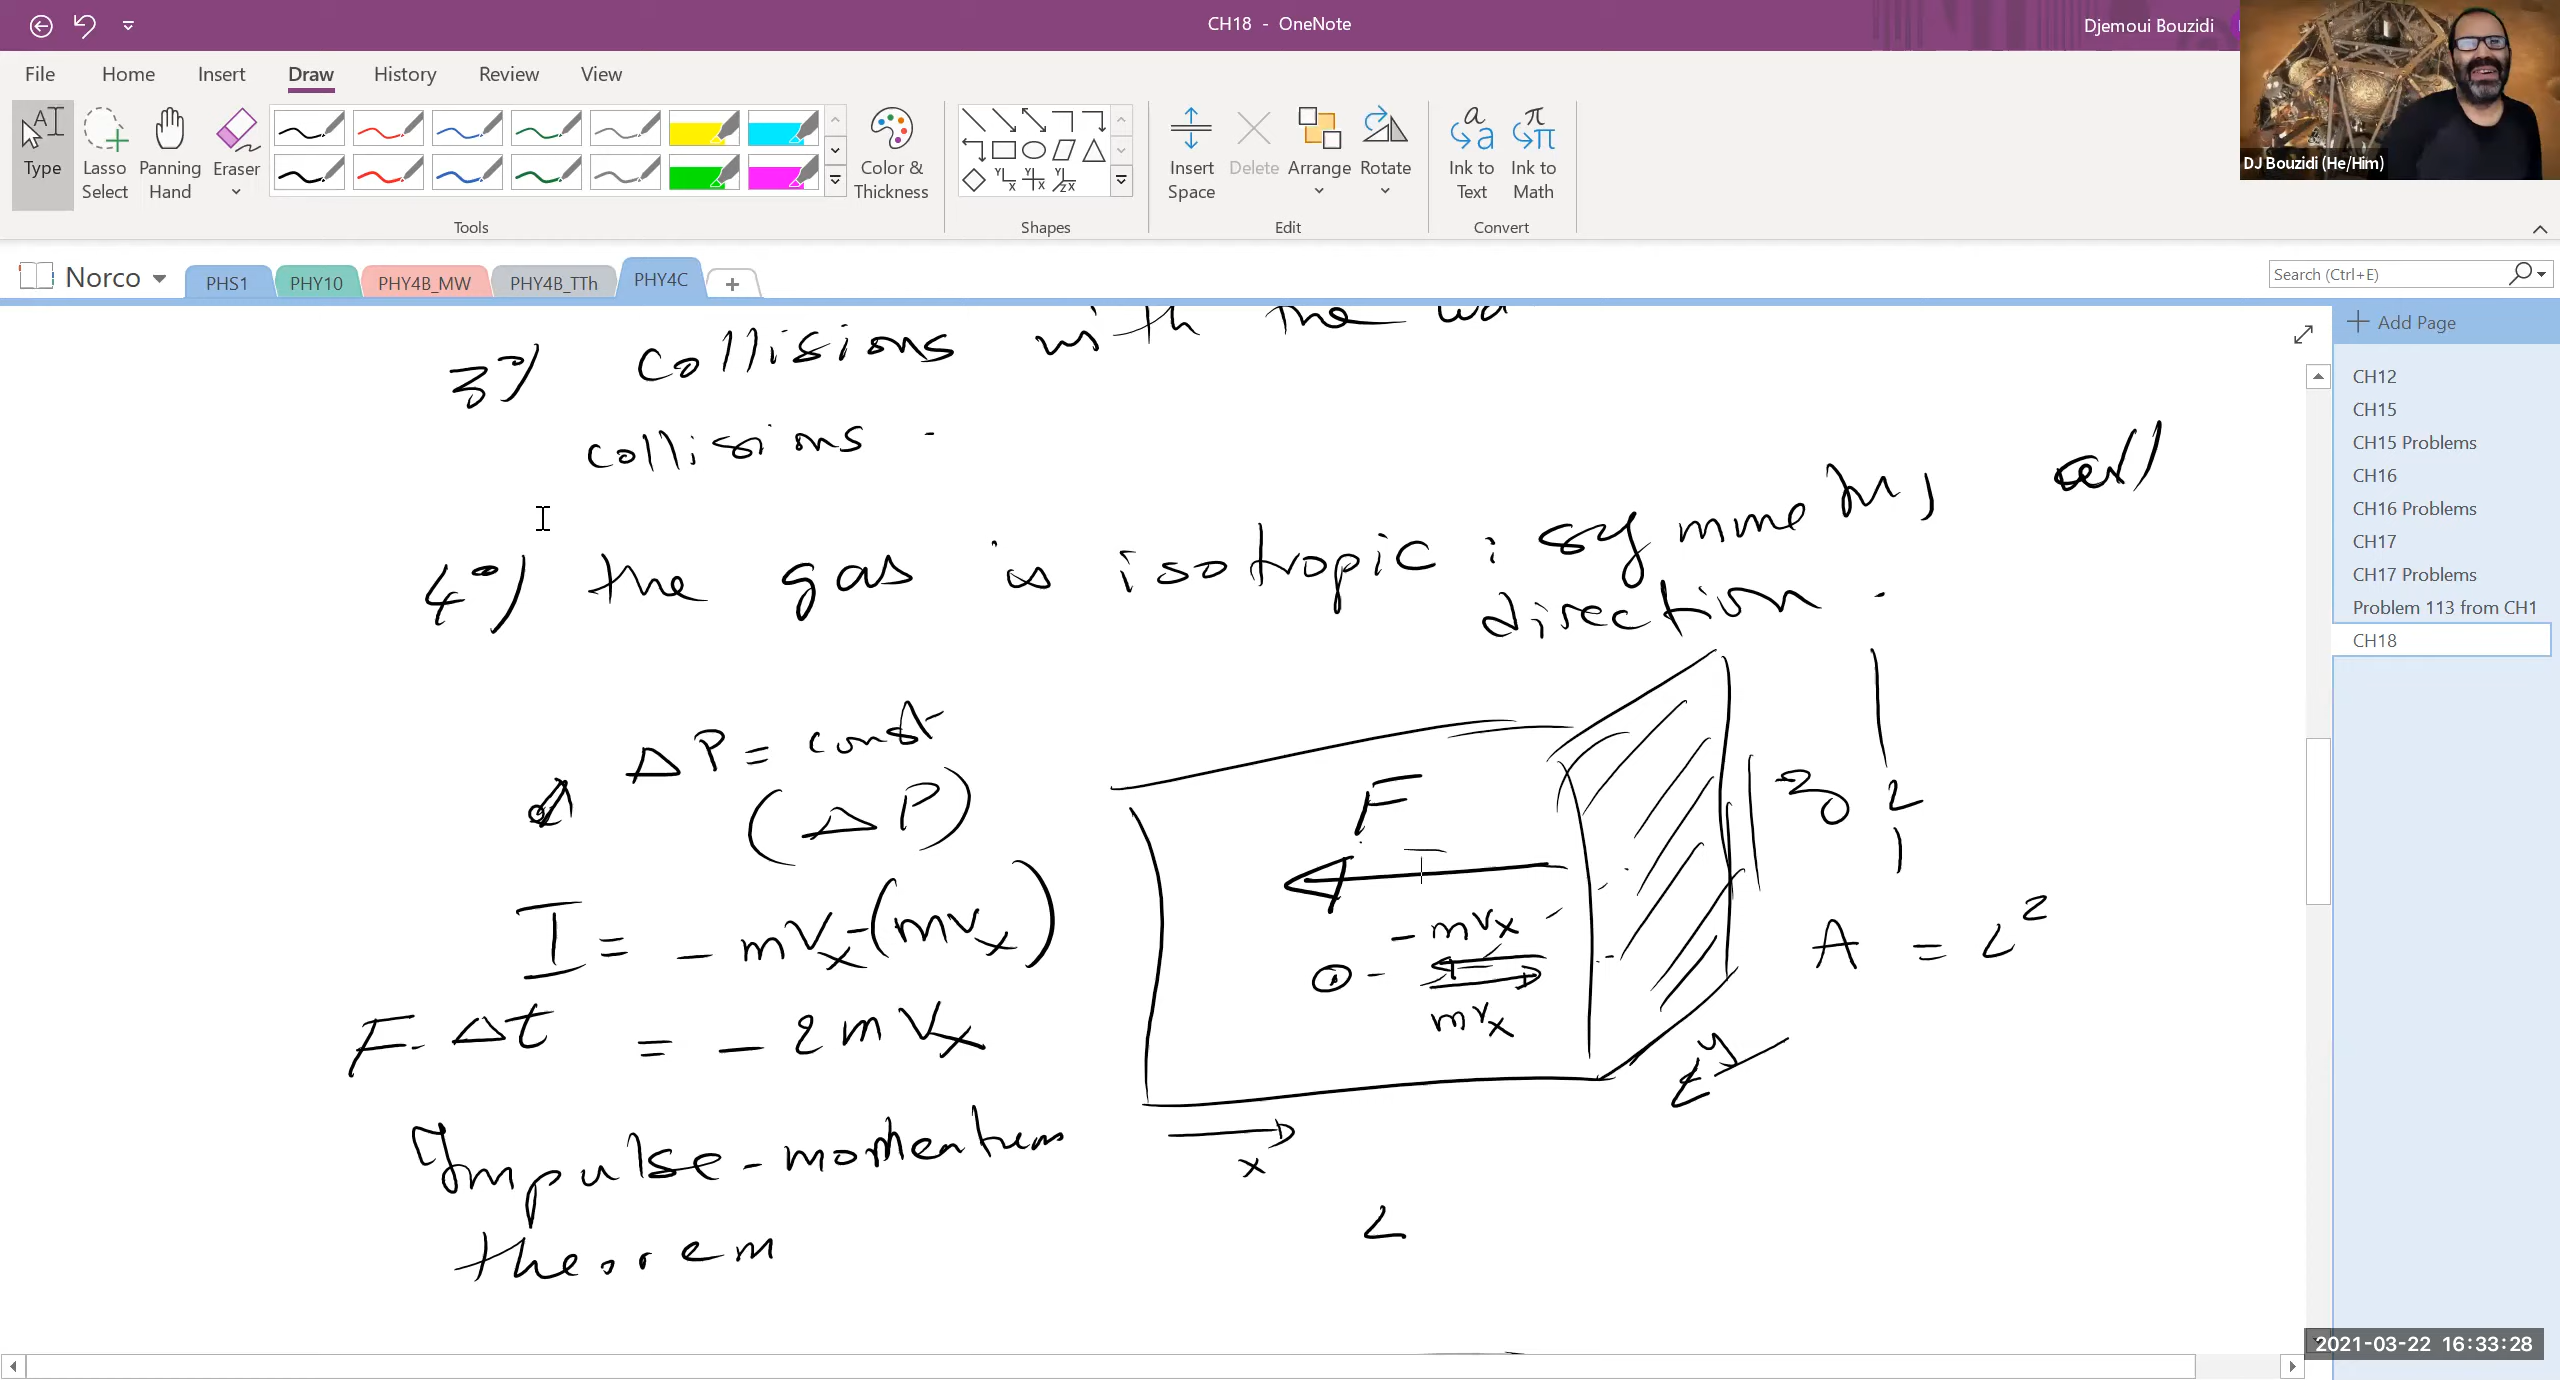 CH18 - OneNote
Djemoui Bouzidi
File Home Insert Draw History Review View
Type
Lasso Select
Panning Hand
Eraser
Color & Thickness
Insert Space
Delete
Arrange
Rotate
Ink to Text
Ink to Math
Tools
Shapes
Edit
Convert
DJ Bouzidi (He/Him)
Norco
PHS1 PHY10 PHY4B_MW PHY4B_TTh PHY4C
Search (Ctrl+E)
Add Page
CH12
CH15
CH15 Problems
CH16
CH16 Problems
CH17
CH17 Problems
Problem 113 from CH1
CH18
3°) collisions with the
collisions .
4°) the gas is isotropic : symmetry, all
direction .
ΔP = const
(ΔP)
I = - mVx - (mVx)
F. Δt = - 2mVx
Impulse-momentum
theorem
F
- mVx
mVx
x
L
L
y
z
A = L²
2021-03-22 16:33:28